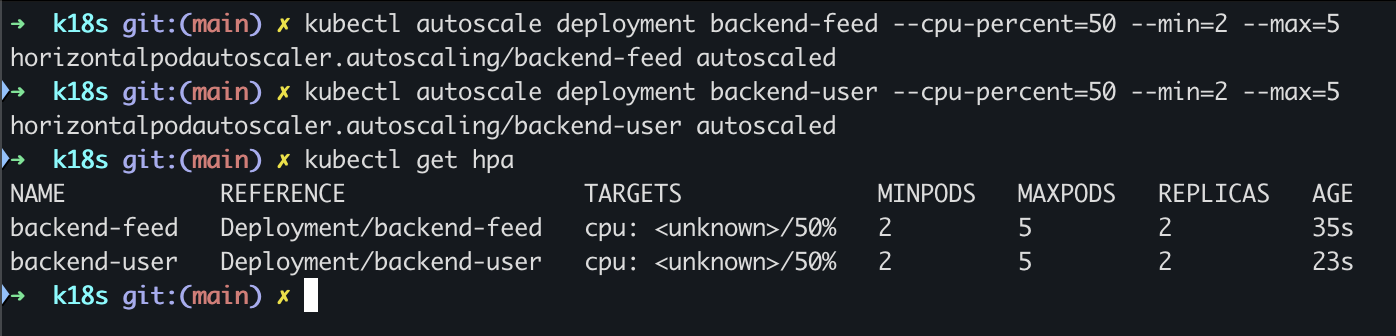 ➜  k18s git:(main) ✗ kubectl autoscale deployment backend-feed --cpu-percent=50 --min=2 --max=5
horizontalpodautoscaler.autoscaling/backend-feed autoscaled
➜  k18s git:(main) ✗ kubectl autoscale deployment backend-user --cpu-percent=50 --min=2 --max=5
horizontalpodautoscaler.autoscaling/backend-user autoscaled
➜  k18s git:(main) ✗ kubectl get hpa
NAME           REFERENCE                 TARGETS              MINPODS   MAXPODS   REPLICAS   AGE
backend-feed   Deployment/backend-feed   cpu: <unknown>/50%   2         5         2          35s
backend-user   Deployment/backend-user   cpu: <unknown>/50%   2         5         2          23s
➜  k18s git:(main) ✗